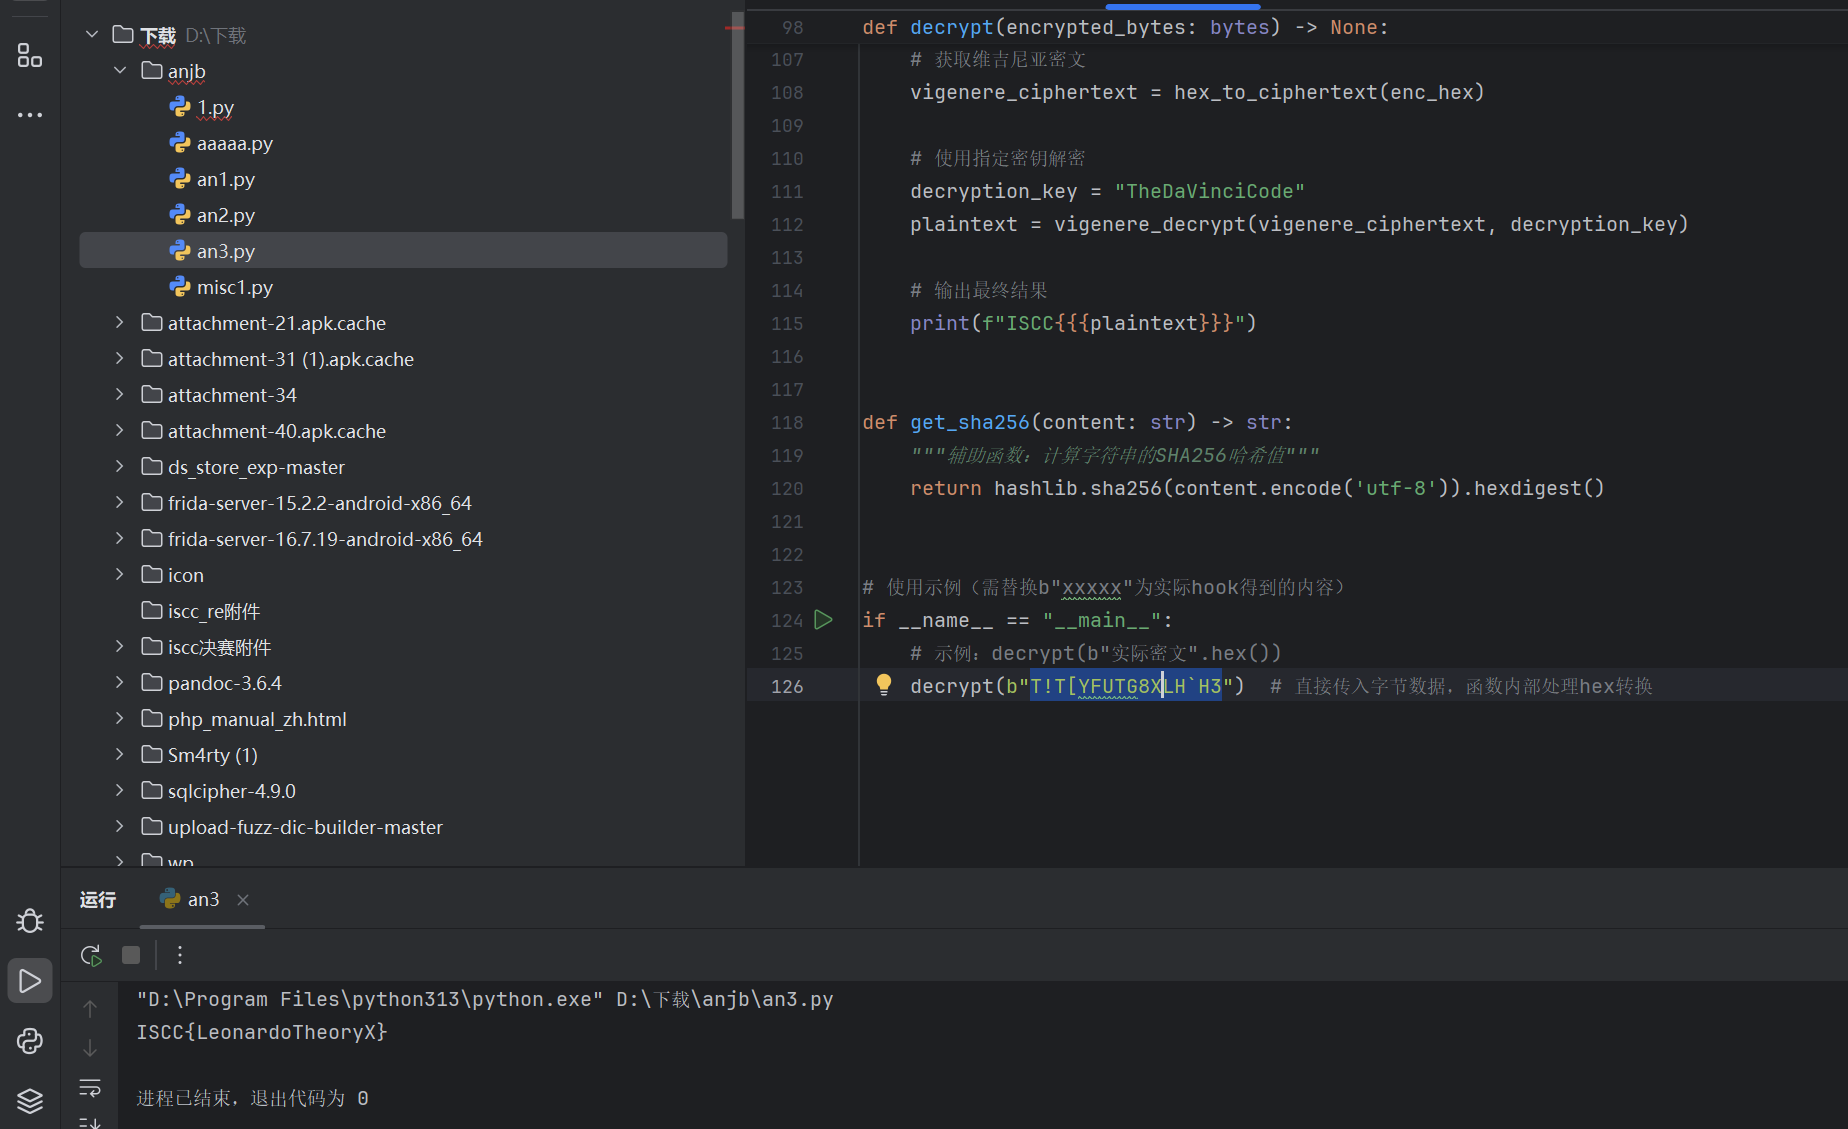 下载 D:\下载
anjb
1.py
aaaaa.py
an1.py
an2.py
an3.py
misc1.py
attachment-21.apk.cache
attachment-31 (1).apk.cache
attachment-34
attachment-40.apk.cache
ds_store_exp-master
frida-server-15.2.2-android-x86_64
frida-server-16.7.19-android-x86_64
icon
iscc_re附件
iscc决赛附件
pandoc-3.6.4
php_manual_zh.html
Sm4rty (1)
sqlcipher-4.9.0
upload-fuzz-dic-builder-master
wp
98 def decrypt(encrypted_bytes: bytes) -> None:
107 # 获取维吉尼亚密文
108 vigenere_ciphertext = hex_to_ciphertext(enc_hex)
109
110 # 使用指定密钥解密
111 decryption_key = "TheDaVinciCode"
112 plaintext = vigenere_decrypt(vigenere_ciphertext, decryption_key)
113
114 # 输出最终结果
115 print(f"ISCC{{{plaintext}}}")
116
117
118 def get_sha256(content: str) -> str:
119 """辅助函数：计算字符串的SHA256哈希值"""
120 return hashlib.sha256(content.encode('utf-8')).hexdigest()
121
122
123 # 使用示例（需替换b"xxxxx"为实际hook得到的内容）
124 if __name__ == "__main__":
125 # 示例：decrypt(b"实际密文".hex())
126 decrypt(b"T!T[YFUTG8XLH`H3") # 直接传入字节数据，函数内部处理hex转换
运行 an3
"D:\Program Files\python313\python.exe" D:\下载\anjb\an3.py
ISCC{LeonardoTheoryX}
进程已结束，退出代码为 0